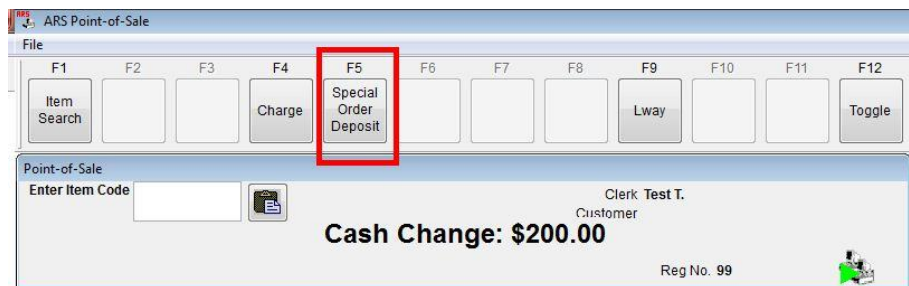 ARS Point-of-Sale
File
F1 F2 F3 F4 F5 F6 F7 F8 F9 F10 F11 F12
Item Search
Charge
Special Order Deposit
Lway
Toggle
Point-of-Sale
Enter Item Code
Clerk Test T.
Customer
Cash Change: $200.00
Reg No. 99